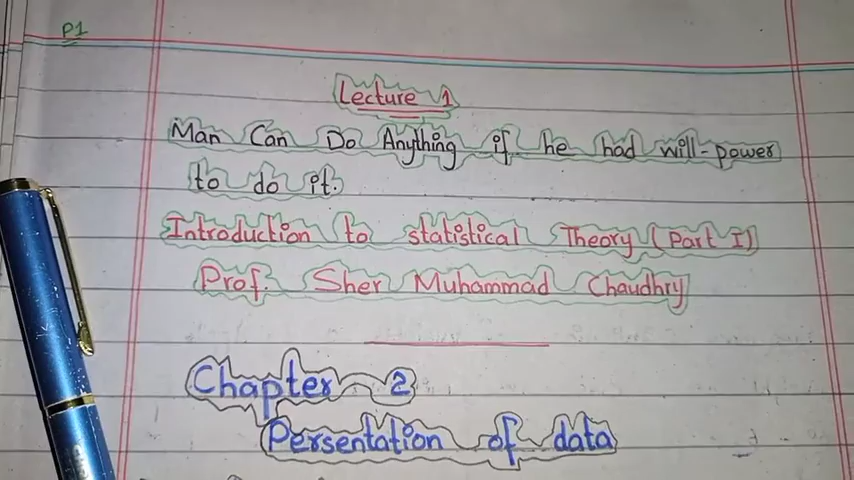 P1
Lecture 1
Man Can Do Anything if he had will-power
to do it.
Introduction to statistical Theory (Part I)
Prof. Sher Muhammad Chaudhry
Chapter 2
Persentation of data